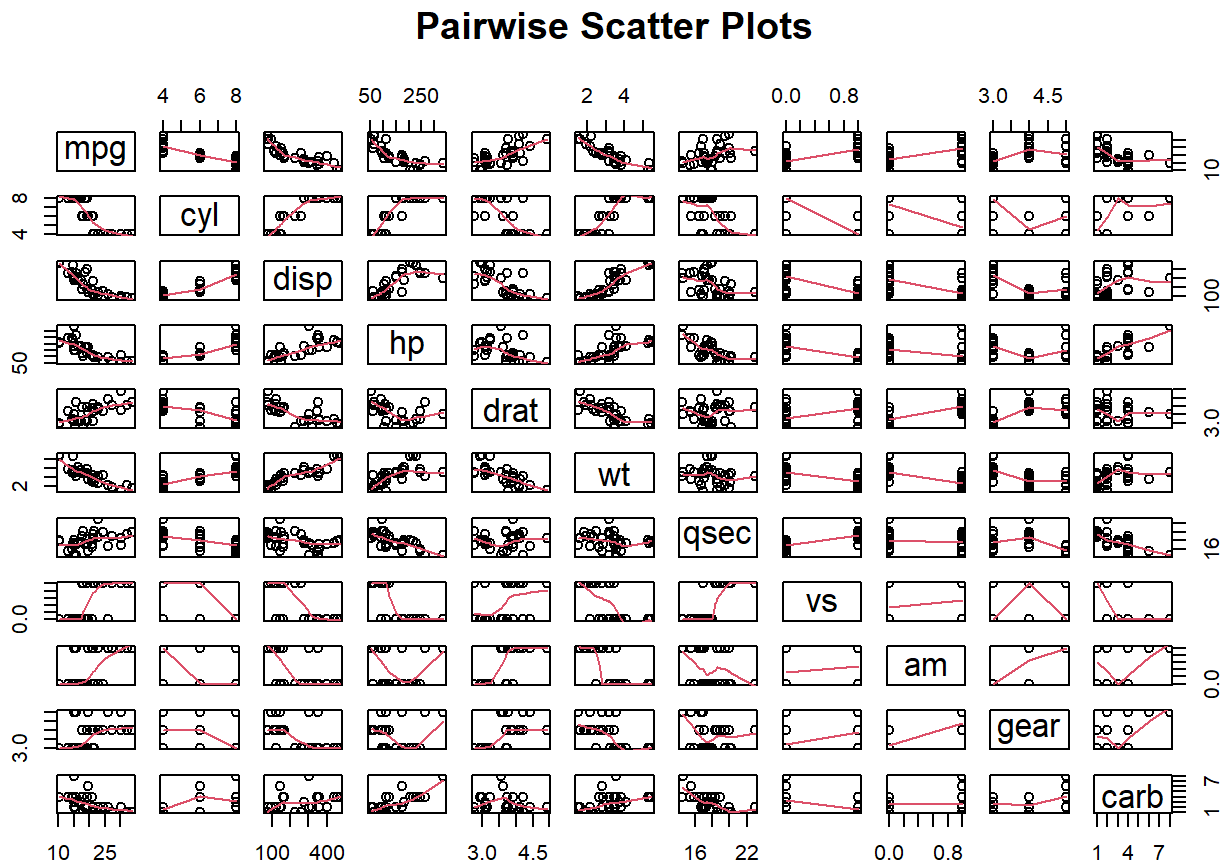 Pairwise Scatter Plots
4 6 8 50 250 2 4 0.0 0.8 3.0 4.5
mpg 10
8 4 cyl
disp 100
50 hp
drat 3.0
2 wt
qsec 16
0.0 vs
am 0.0
3.0 gear
carb 1 7
10 25 100 400 3.0 4.5 16 22 0.0 0.8 1 4 7